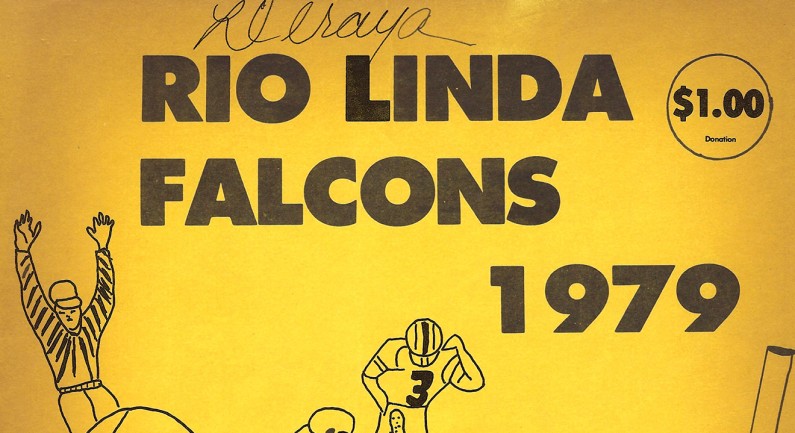 RIO LINDA
$1.00
Donation
FALCONS
1979
3